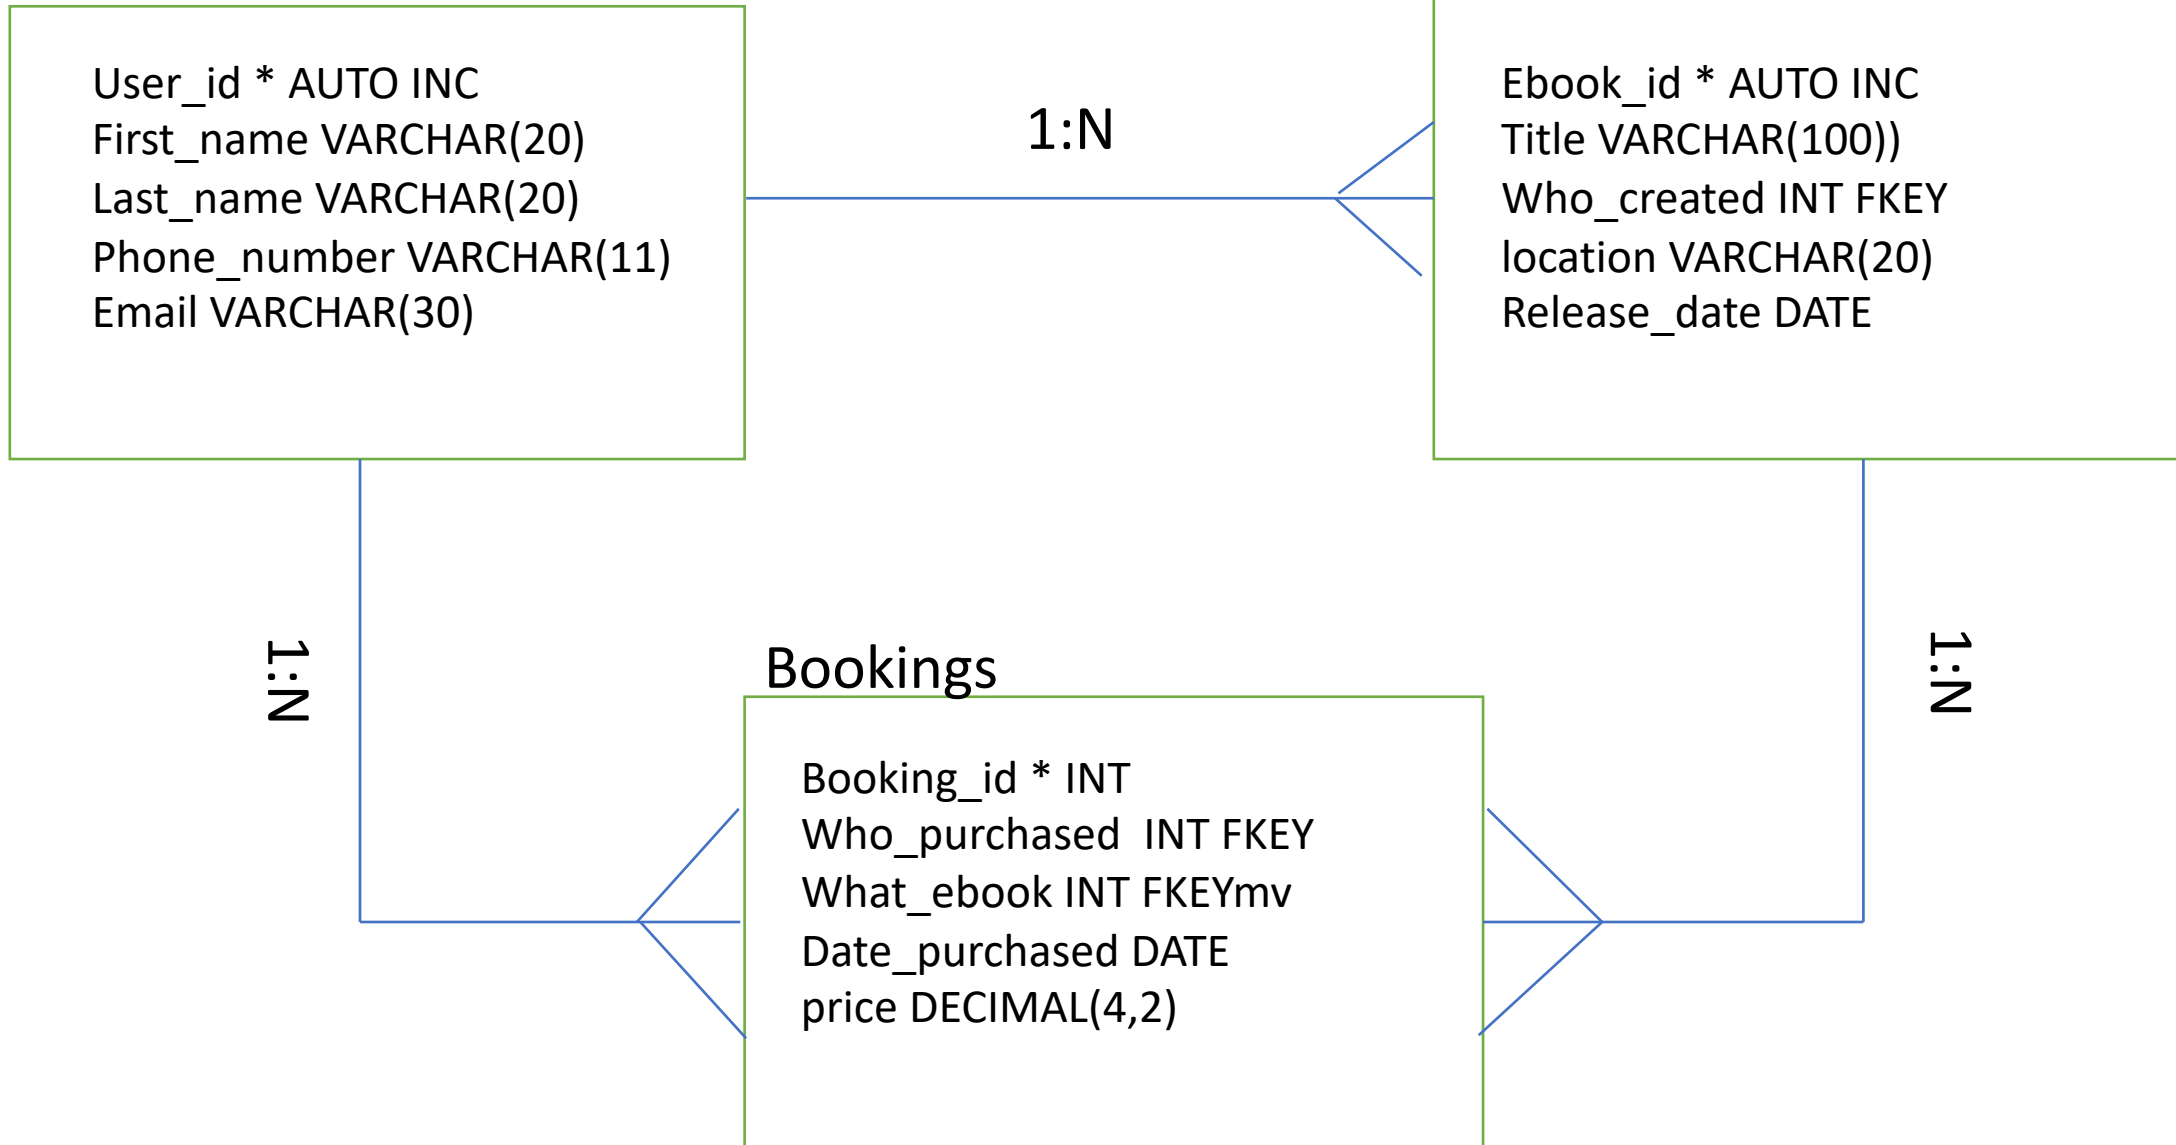 User_id * AUTO INC
First_name VARCHAR(20)
Last_name VARCHAR(20)
Phone_number VARCHAR(11)
Email VARCHAR(30)
1:N
Ebook_id * AUTO INC
Title VARCHAR(100))
Who_created INT FKEY
location VARCHAR(20)
Release_date DATE
1:N
Bookings
Booking_id * INT
Who_purchased  INT FKEY
What_ebook INT FKEYmv
Date_purchased DATE
price DECIMAL(4,2)
1:N